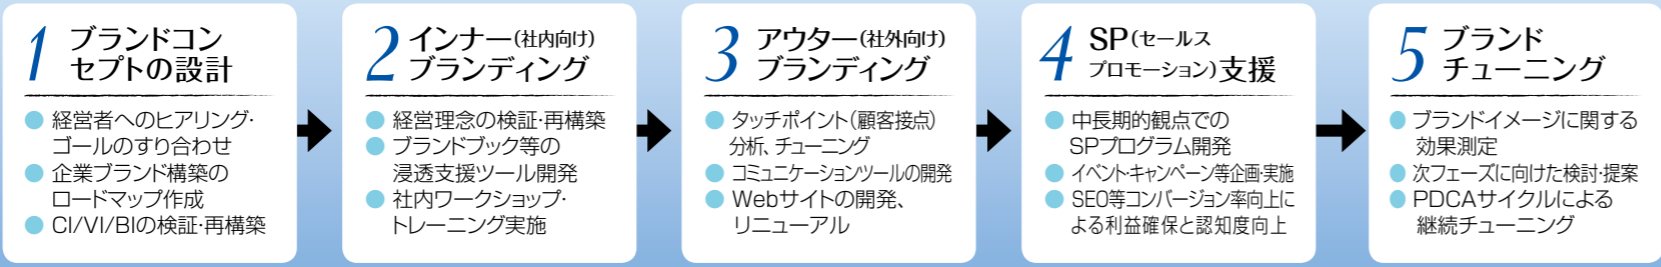 1 ブランドコン
セプトの設計
● 経営者へのヒアリング・
ゴールのすり合わせ
● 企業ブランド構築の
ロードマップ作成
● CI/VI/BIの検証・再構築
2 インナー（社内向け）
ブランディング
● 経営理念の検証・再構築
● ブランドブック等の
浸透支援ツール開発
● 社内ワークショップ・
トレーニング実施
3 アウター（社外向け）
ブランディング
● タッチポイント（顧客接点）
分析、チューニング
● コミュニケーションツールの開発
● Webサイトの開発、
リニューアル
4 SP（セールス
プロモーション）支援
● 中長期的観点での
SPプログラム開発
● イベント・キャンペーン等企画・実施
● SEO等コンバージョン率向上に
よる利益確保と認知度向上
5 ブランド
チューニング
● ブランドイメージに関する
効果測定
● 次フェーズに向けた検討・提案
● PDCAサイクルによる
継続チューニング